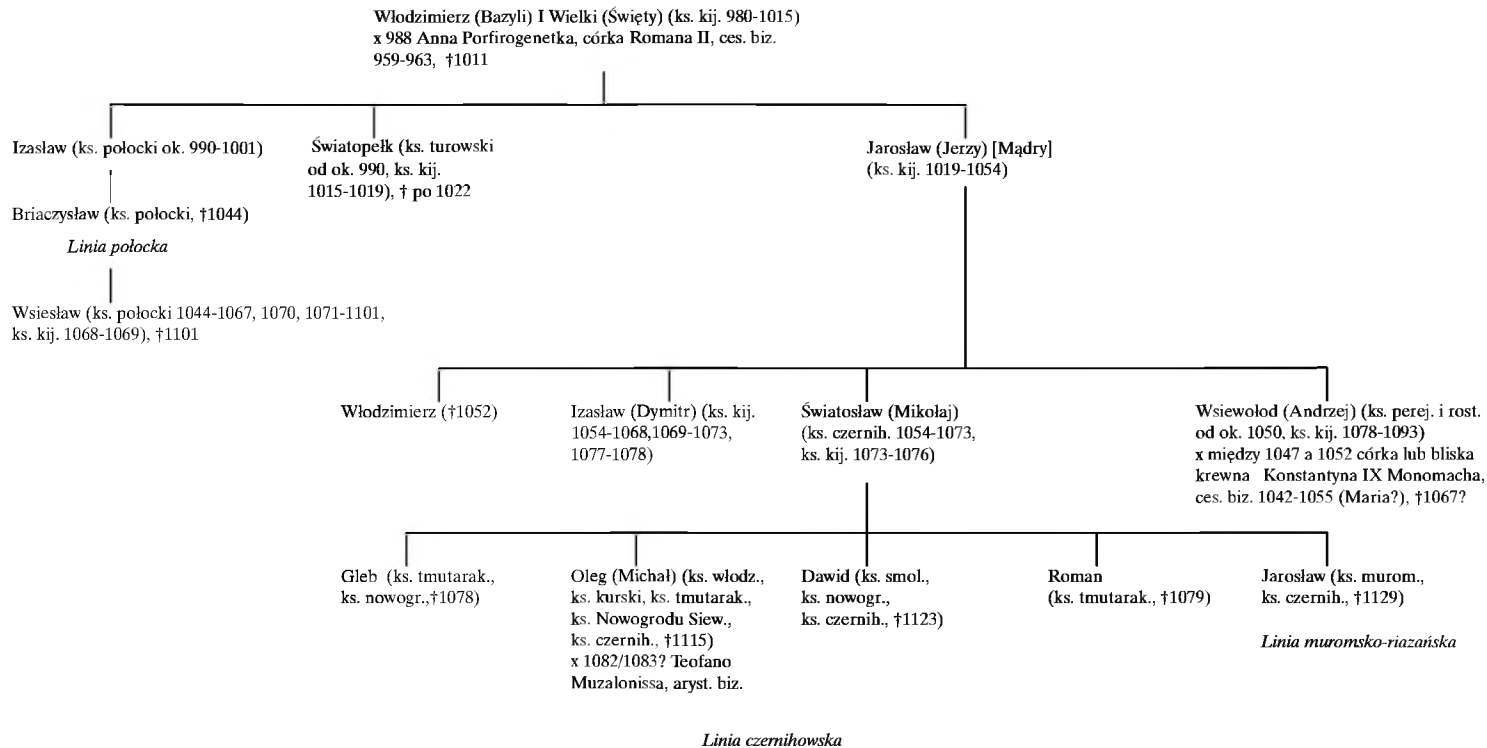 Włodzimierz (Bazyli) I Wielki (Święty) (ks. kij. 980-1015)
x 988 Anna Porfirogenetka, córka Romana II, ces. biz.
959-963, †1011
Izasław (ks. połocki ok. 990-1001)
Światopełk (ks. turowski
od ok. 990, ks. kij.
1015-1019), † po 1022
Jarosław (Jerzy) [Mądry]
(ks. kij. 1019-1054)
Briaczysław (ks. połocki, †1044)
Linia połocka
Wsiesław (ks. połocki 1044-1067, 1070, 1071-1101,
ks. kij. 1068-1069), †1101
Włodzimierz (†1052)
Izasław (Dymitr) (ks. kij.
1054-1068,1069-1073,
1077-1078)
Światosław (Mikołaj)
(ks. czernih. 1054-1073,
ks. kij. 1073-1076)
Wsiewołod (Andrzej) (ks. perej. i rost.
od ok. 1050, ks. kij. 1078-1093)
x między 1047 a 1052 córka lub bliska
krewna Konstantyna IX Monomacha,
ces. biz. 1042-1055 (Maria?), †1067?
Gleb (ks. tmutarak.,
ks. nowogr.,†1078)
Oleg (Michał) (ks. włodz.,
ks. kurski, ks. tmutarak.,
ks. Nowogrodu Siew.,
ks. czernih., †1115)
x 1082/1083? Teofano
Muzalonissa, aryst. biz.
Dawid (ks. smol.,
ks. nowogr.,
ks. czernih., †1123)
Roman
(ks. tmutarak., †1079)
Jarosław (ks. murom.,
ks. czernih., †1129)
Linia muromsko-riazańska
Linia czernihowska